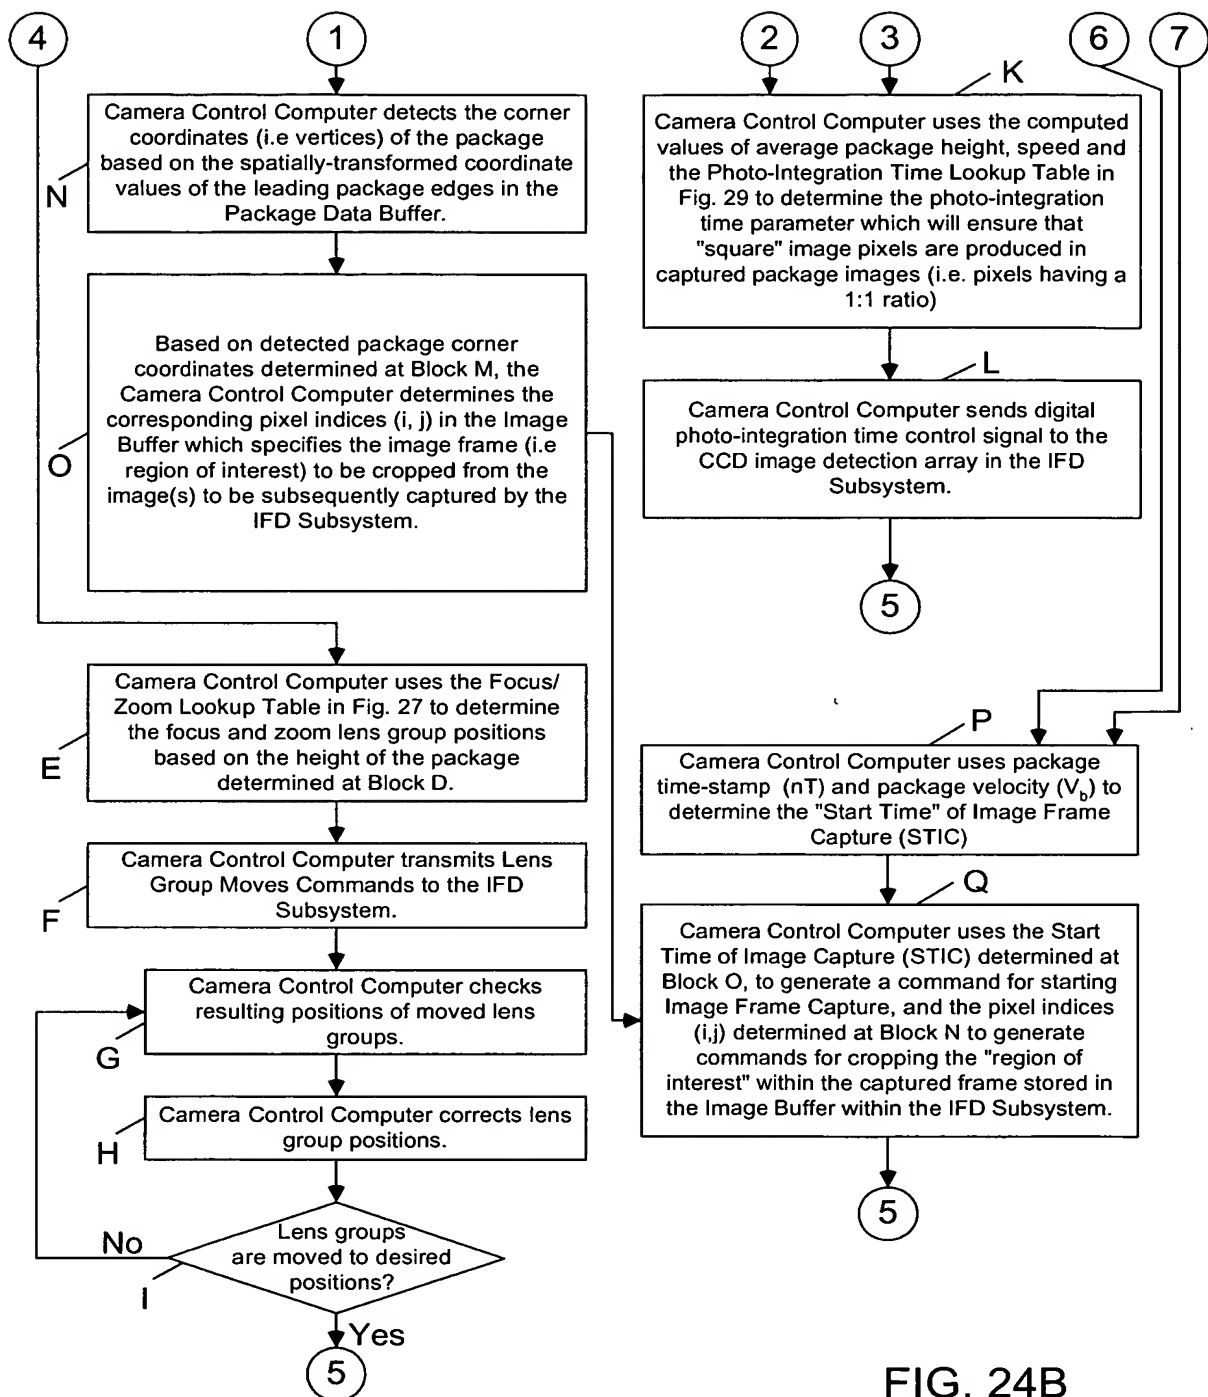 4
1
2
3
6
7
Camera Control Computer detects the corner
coordinates (i.e vertices) of the package
based on the spatially-transformed coordinate
values of the leading package edges in the
Package Data Buffer.
N
Based on detected package corner
coordinates determined at Block M, the
Camera Control Computer determines the
corresponding pixel indices (i, j) in the Image
Buffer which specifies the image frame (i.e
region of interest) to be cropped from the
image(s) to be subsequently captured by the
IFD Subsystem.
O
Camera Control Computer uses the Focus/
Zoom Lookup Table in Fig. 27 to determine
the focus and zoom lens group positions
based on the height of the package
determined at Block D.
E
Camera Control Computer transmits Lens
Group Moves Commands to the IFD
Subsystem.
F
Camera Control Computer checks
resulting positions of moved lens
groups.
G
Camera Control Computer corrects lens
group positions.
H
Lens groups
are moved to desired
positions?
No
I
Yes
5
K
Camera Control Computer uses the computed
values of average package height, speed and
the Photo-Integration Time Lookup Table in
Fig. 29 to determine the photo-integration
time parameter which will ensure that
"square" image pixels are produced in
captured package images (i.e. pixels having a
1:1 ratio)
L
Camera Control Computer sends digital
photo-integration time control signal to the
CCD image detection array in the IFD
Subsystem.
5
P
Camera Control Computer uses package
time-stamp (nT) and package velocity (Vb) to
determine the "Start Time" of Image Frame
Capture (STIC)
Q
Camera Control Computer uses the Start
Time of Image Capture (STIC) determined at
Block O, to generate a command for starting
Image Frame Capture, and the pixel indices
(i,j) determined at Block N to generate
commands for cropping the "region of
interest" within the captured frame stored in
the Image Buffer within the IFD Subsystem.
5
FIG. 24B